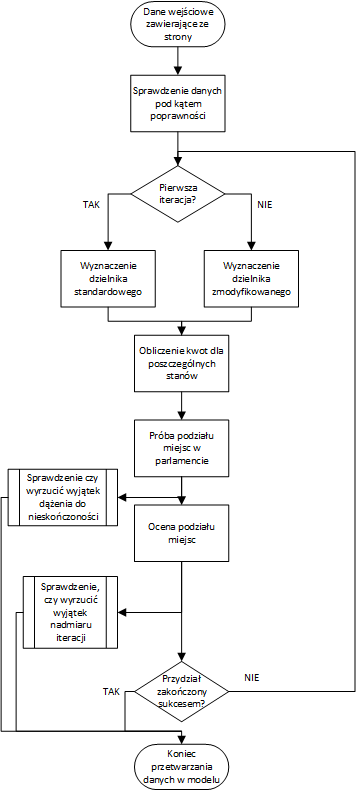 Dane wejściowe
zawierające ze
strony
Sprawdzenie danych
pod kątem
poprawności
Pierwsza
iteracja?
TAK
NIE
Wyznaczenie
dzielnika
standardowego
Wyznaczenie
dzielnika
zmodyfikowanego
Obliczenie kwot dla
poszczególnych
stanów
Próba podziału
miejsc w
parlamencie
Sprawdzenie czy
wyrzucić wyjątek
dążenia do
nieskończoności
Ocena podziału
miejsc
Sprawdzenie,
czy wyrzucić
wyjątek
nadmiaru
iteracji
Przydział
zakończony
sukcesem?
TAK
NIE
Koniec
przetwarzania
danych w modelu